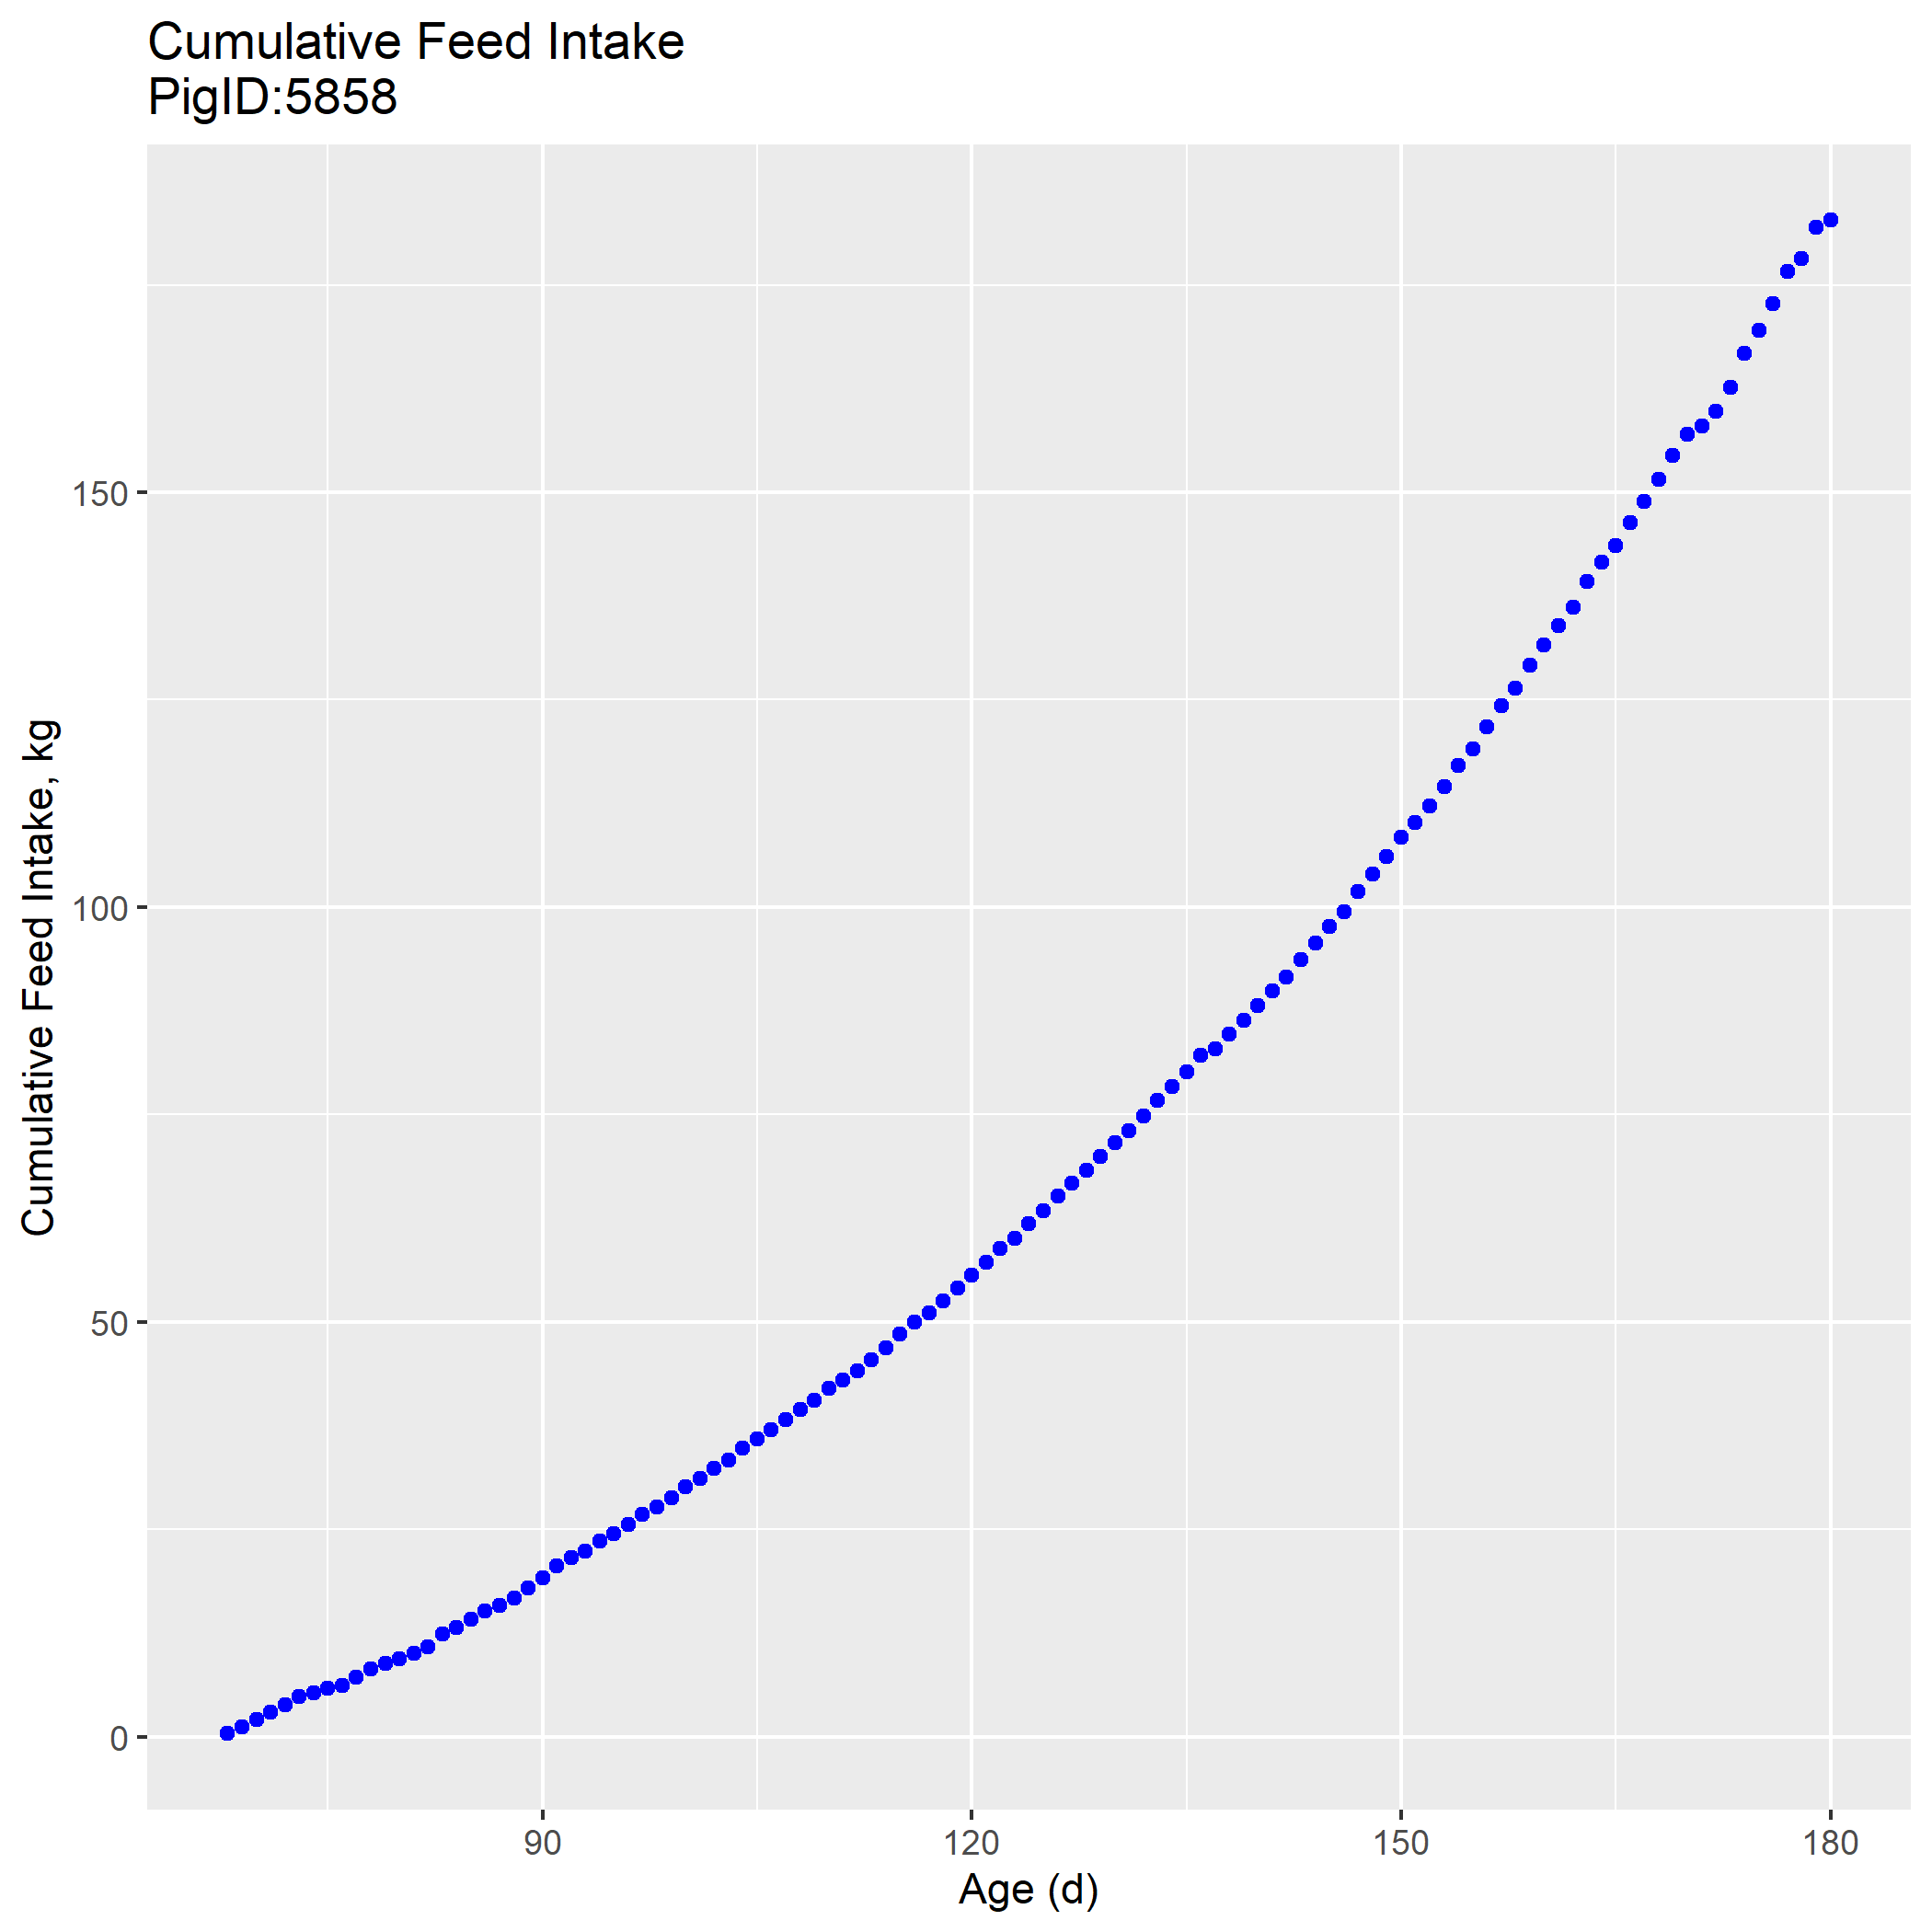 Cumulative Feed Intake
PigID:5858
Cumulative Feed Intake, kg
150
100
50
0
90
120
150
180
Age (d)